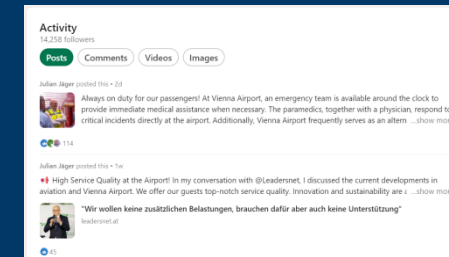 Activity
14,258 followers
Posts Comments Videos Images
Julian Jäger posted this • 2d
Always on duty for our passengers! At Vienna Airport, an emergency team is available around the clock to
provide immediate medical assistance when necessary. The paramedics, together with a physician, respond to
critical incidents directly at the airport. Additionally, Vienna Airport frequently serves as an altern ...show more
114
Julian Jäger posted this • 1w
High Service Quality at the Airport! In my conversation with @Leadersnet, I discussed the current developments in
aviation and Vienna Airport. We offer our guests top-notch service quality. Innovation and sustainability are ...show more
"Wir wollen keine zusätzlichen Belastungen, brauchen dafür aber auch keine Unterstützung"
leadersnet.at
45